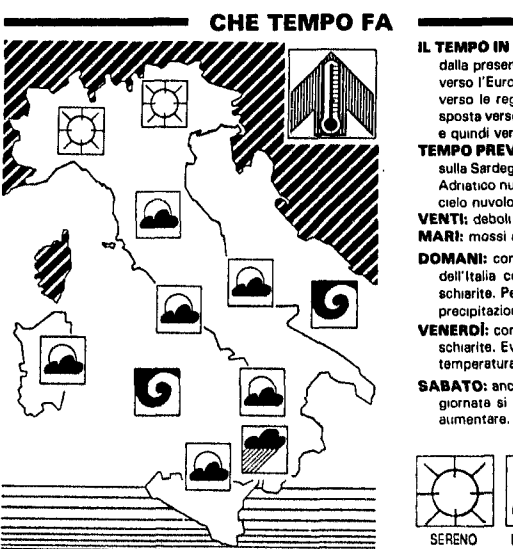 CHE TEMPO FA
IL TEMPO IN
dalla presen
verso l'Euro
verso le reg
sposta verso
e quindi ver
TEMPO PREV
sulla Sardeg
Adriatico nu
cielo nuvolo
VENTI: deboli
MARI: mossi
DOMANI: con
dell'Italia ce
schiarite. Pe
precipitazio
VENERDÌ: con
schiarite. Ev
temperatura
SABATO: anc
giornata si
aumentare.
SERENO